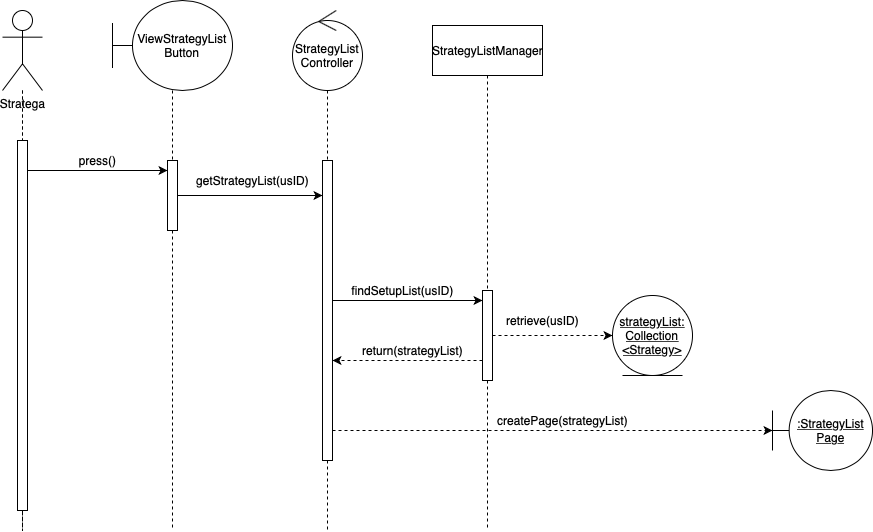 ViewStrategyList
Button
StrategyList
Controller
StrategyListManager
Stratega
press()
getStrategyList(usID)
findSetupList(usID)
retrieve(usID)
strategyList:
Collection
<Strategy>
return(strategyList)
createPage(strategyList)
:StrategyList
Page